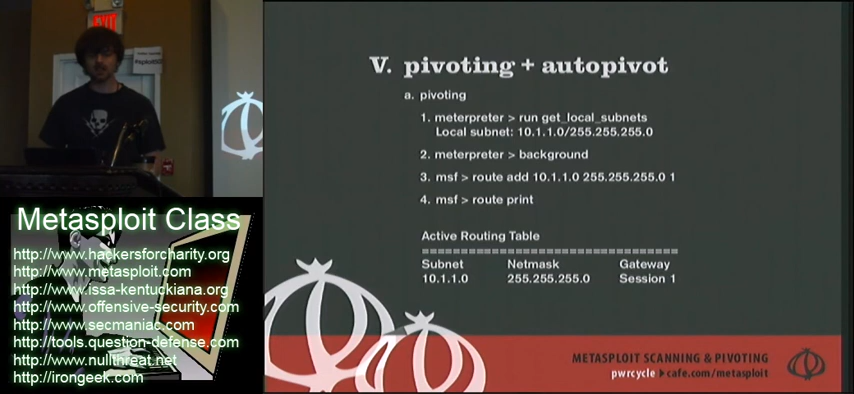 EXIT
V. pivoting + autopivot
a. pivoting
1. meterpreter > run get_local_subnets
Local subnet: 10.1.1.0/255.255.255.0
2. meterpreter > background
3. msf > route add 10.1.1.0 255.255.255.0 1
4. msf > route print
Active Routing Table
Subnet Netmask Gateway
10.1.1.0 255.255.255.0 Session 1
METASPLOIT SCANNING & PIVOTING
pwrcycle cafe.com/metasploit
Metasploit Class
http://www.hackersforcharity.org
http://www.metasploit.com
http://www.issa-kentuckiana.org
http://www.offensive-security.com
http://www.secmaniac.com
http://tools.question-defense.com
http://www.nullthreat.net
http://irongeek.com